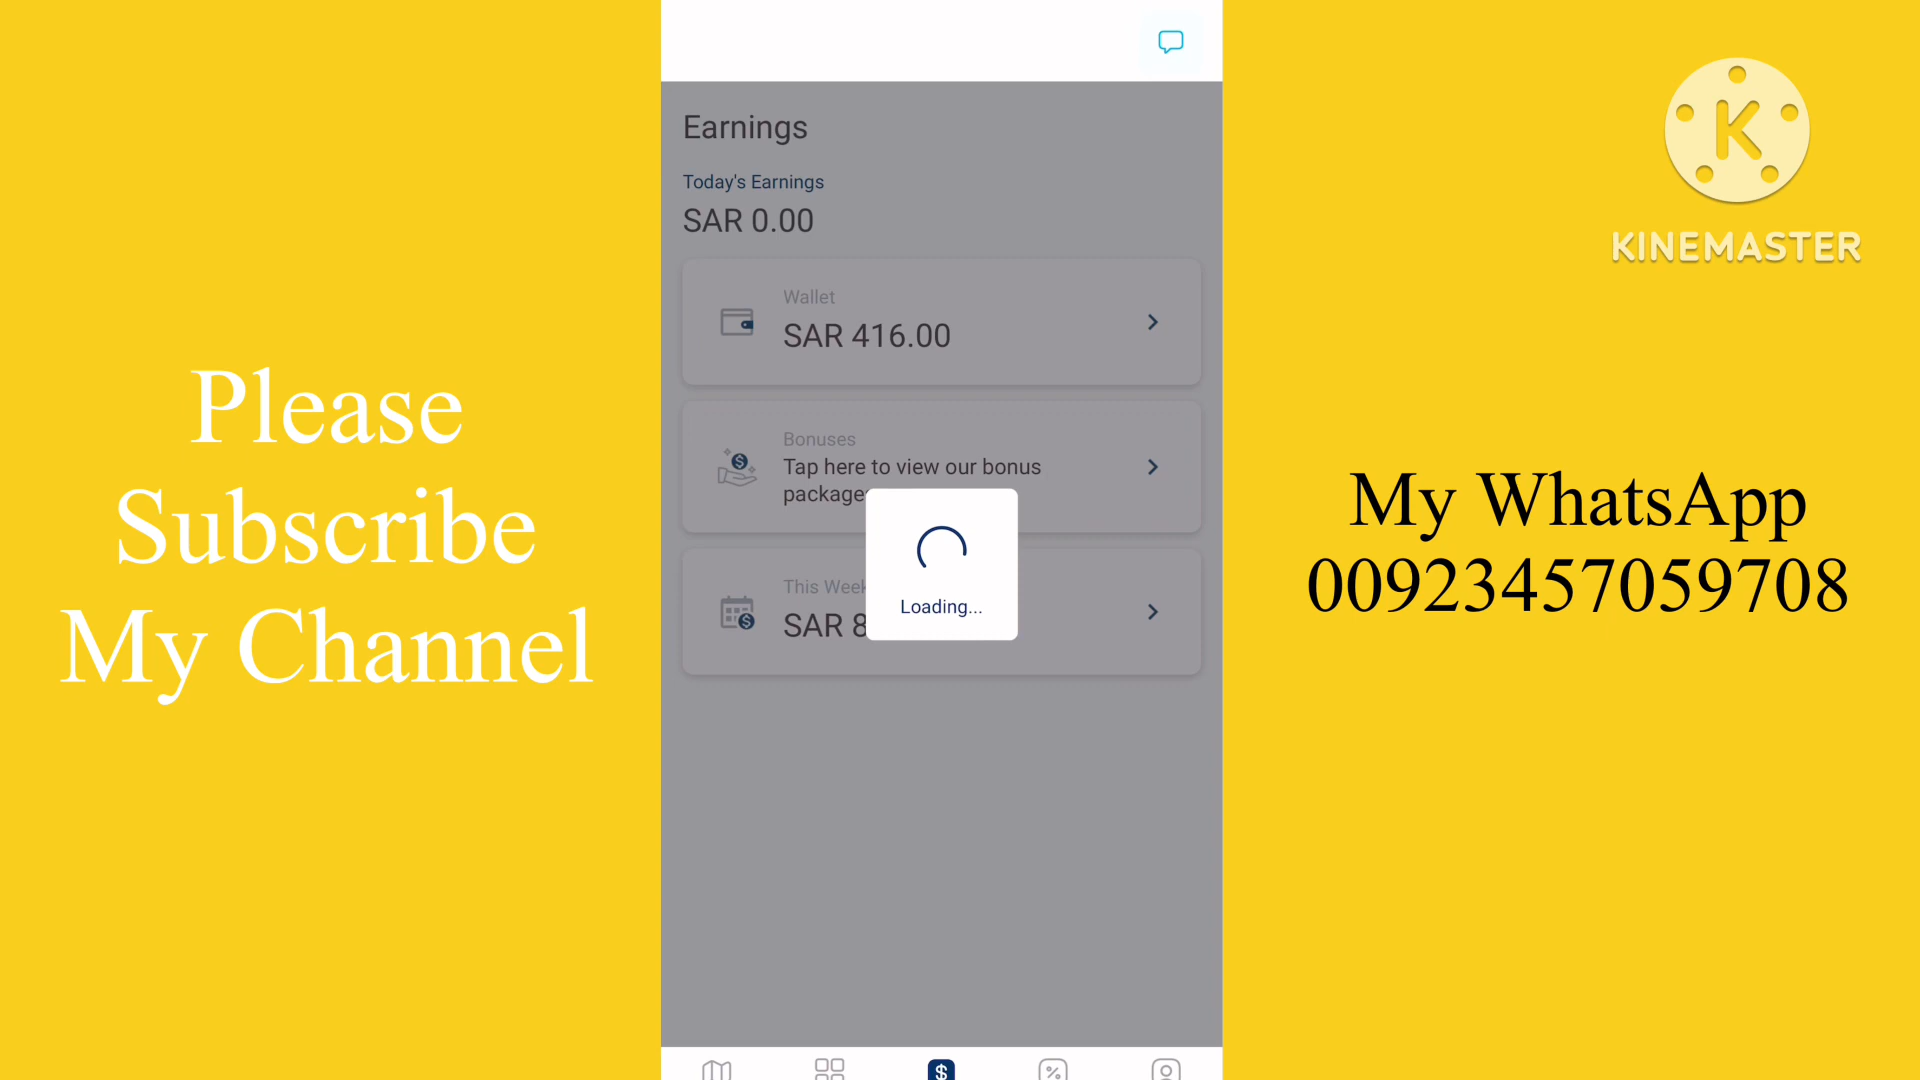 Please
Subscribe
My Channel
Earnings
Today's Earnings
SAR 0.00
Wallet
SAR 416.00
Bonuses
Tap here to view our bonus
package
This Week
SAR 8
Loading...
K
KINEMASTER
My WhatsApp
00923457059708